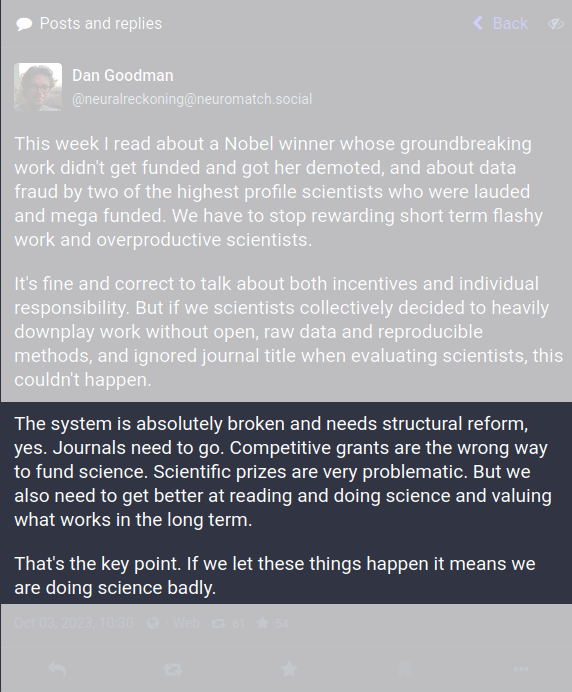 Posts and replies
Back
Dan Goodman
@neuralreckoning@neuromatch.social
This week I read about a Nobel winner whose groundbreaking
work didn't get funded and got her demoted, and about data
fraud by two of the highest profile scientists who were lauded
and mega funded. We have to stop rewarding short term flashy
work and overproductive scientists.
It's fine and correct to talk about both incentives and individual
responsibility. But if we scientists collectively decided to heavily
downplay work without open, raw data and reproducible
methods, and ignored journal title when evaluating scientists, this
couldn't happen.
The system is absolutely broken and needs structural reform,
yes. Journals need to go. Competitive grants are the wrong way
to fund science. Scientific prizes are very problematic. But we
also need to get better at reading and doing science and valuing
what works in the long term.
That's the key point. If we let these things happen it means we
are doing science badly.
Oct 03, 2023, 10:30 Web 61 54